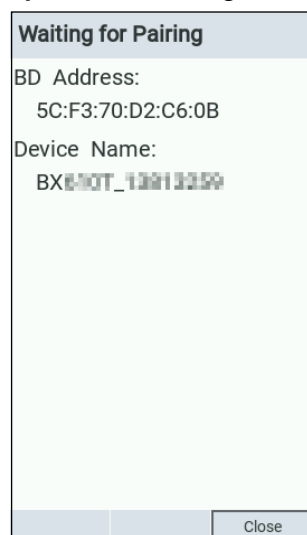 Waiting for Pairing
BD Address:
5C:F3:70:D2:C6:0B
Device Name:
Close